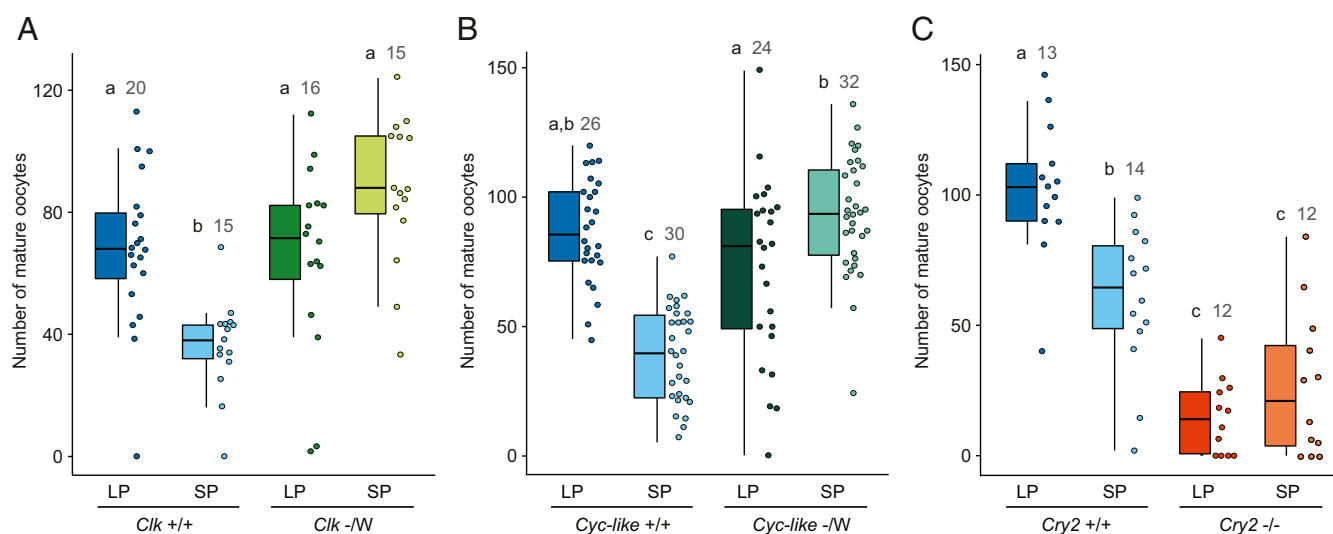 A
Number of mature oocytes
120
80
40
0
a 20
b 15
a 16
a 15
LP SP LP SP
Clk +/+ Clk -/W
B
Number of mature oocytes
150
100
50
0
a,b 26
c 30
a 24
b 32
LP SP LP SP
Cyc-like +/+ Cyc-like -/W
C
Number of mature oocytes
150
100
50
0
a 13
b 14
c 12
c 12
LP SP LP SP
Cry2 +/+ Cry2 -/-